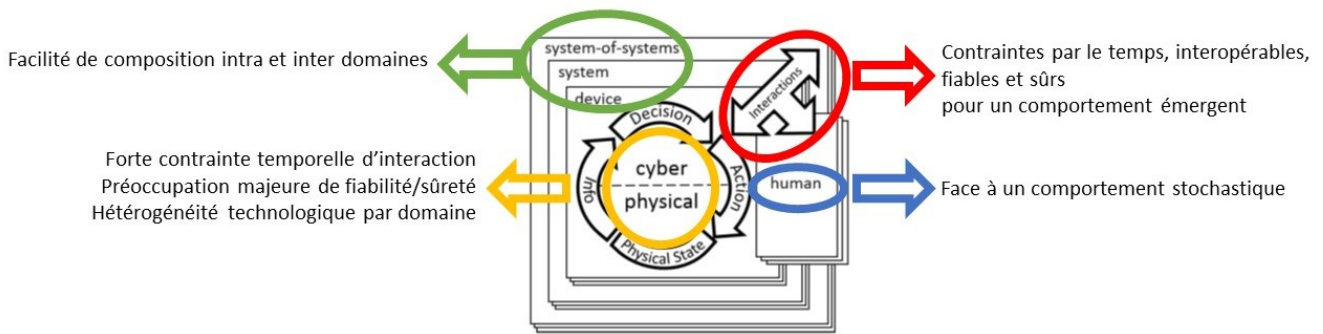 Facilité de composition intra et inter domaines
system-of-systems
system
device
Decision
Interactions
Contraintes par le temps, interopérables,
fiables et sûrs
pour un comportement émergent
Forte contrainte temporelle d’interaction
Préoccupation majeure de fiabilité/sûreté
Hétérogénéité technologique par domaine
Info
cyber
physical
Action
Physical State
human
Face à un comportement stochastique